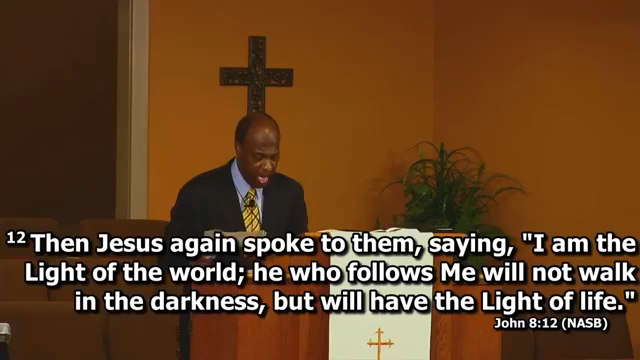 12 Then Jesus again spoke to them, saying, "I am the
Light of the world; he who follows Me will not walk
in the darkness, but will have the Light of life."
John 8:12 (NASB)